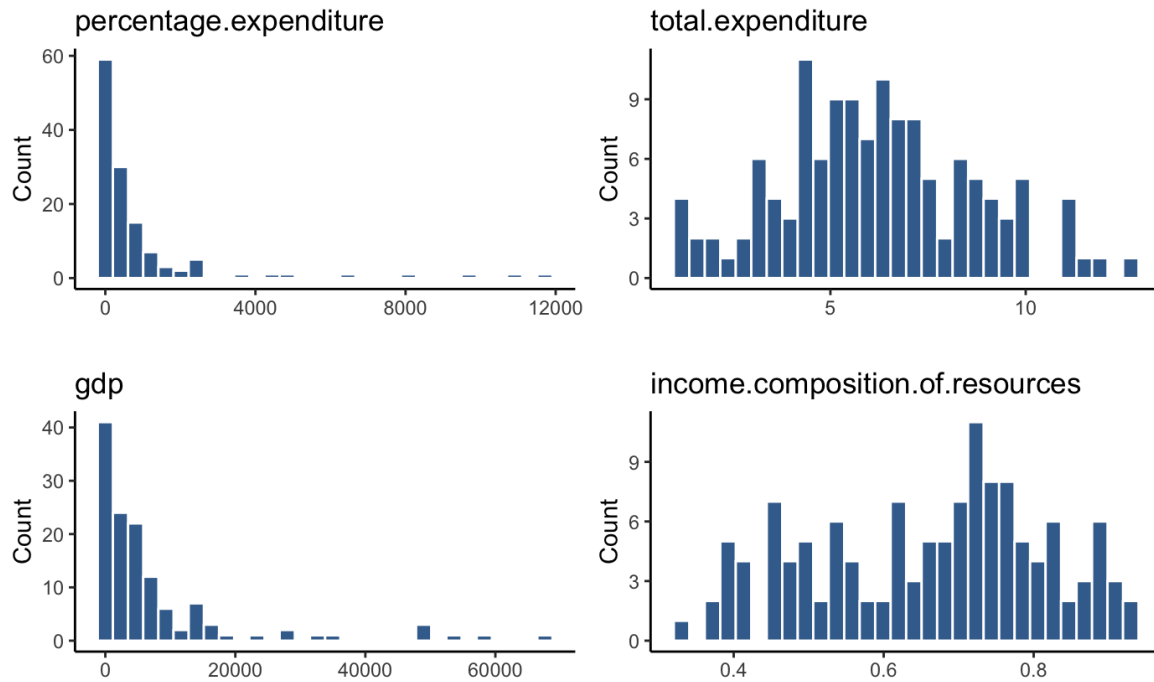 percentage.expenditure
Count
60
40
20
0
0 4000 8000 12000
total.expenditure
Count
9
6
3
0
5 10
gdp
Count
40
30
20
10
0
0 20000 40000 60000
income.composition.of.resources
Count
9
6
3
0
0.4 0.6 0.8